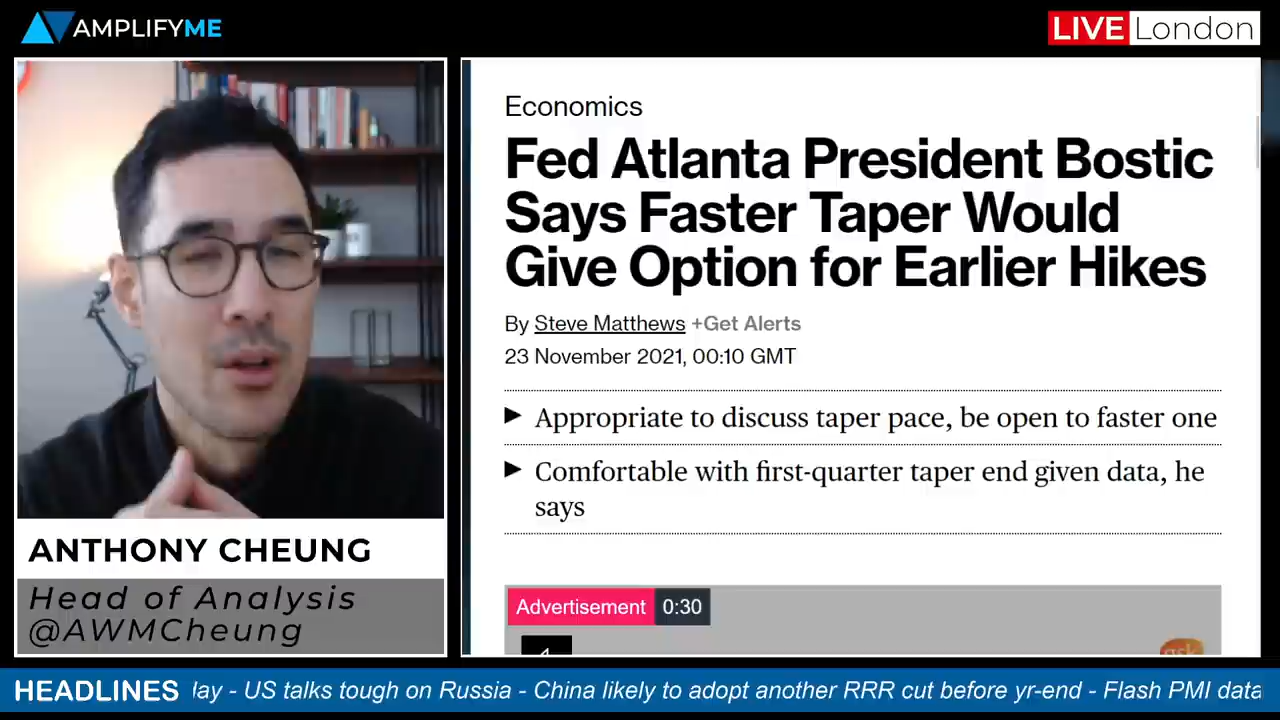 AMPLIFYME
LIVE London
Economics
Fed Atlanta President Bostic
Says Faster Taper Would
Give Option for Earlier Hikes
By Steve Matthews +Get Alerts
23 November 2021, 00:10 GMT
► Appropriate to discuss taper pace, be open to faster one
► Comfortable with first-quarter taper end given data, he
says
Advertisement 0:30
gsk
ANTHONY CHEUNG
Head of Analysis
@AWMCheung
HEADLINES lay - US talks tough on Russia - China likely to adopt another RRR cut before yr-end - Flash PMI data